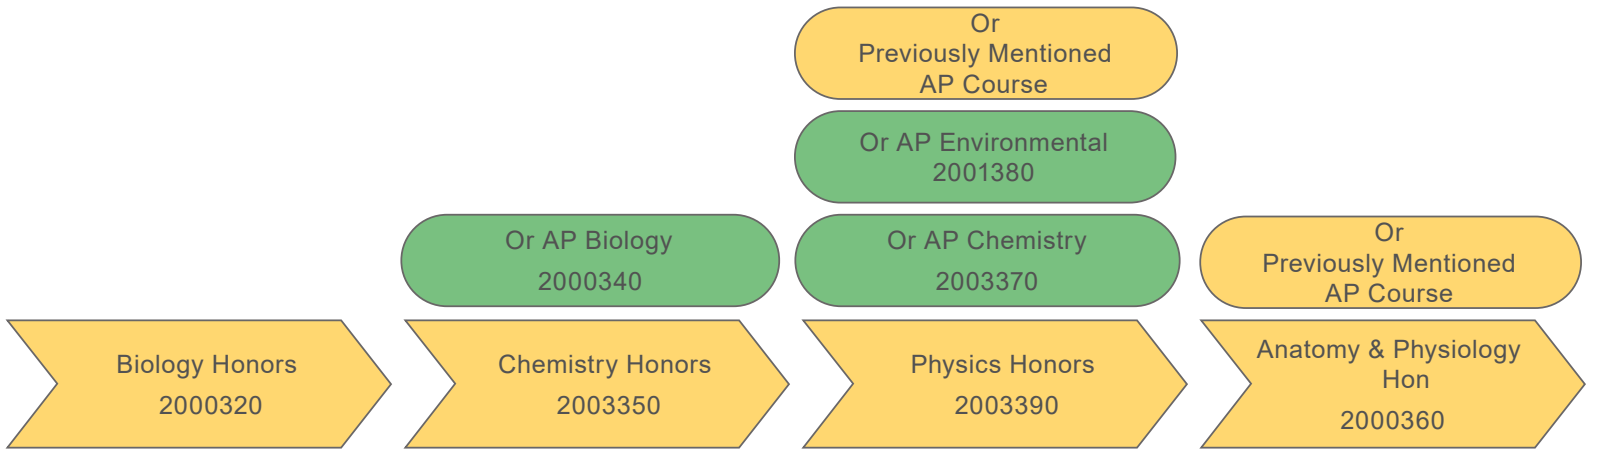 Or
Previously Mentioned
AP Course
Or AP Environmental
2001380
Or AP Biology
2000340
Or AP Chemistry
2003370
Or
Previously Mentioned
AP Course
Biology Honors
2000320
Chemistry Honors
2003350
Physics Honors
2003390
Anatomy & Physiology
Hon
2000360